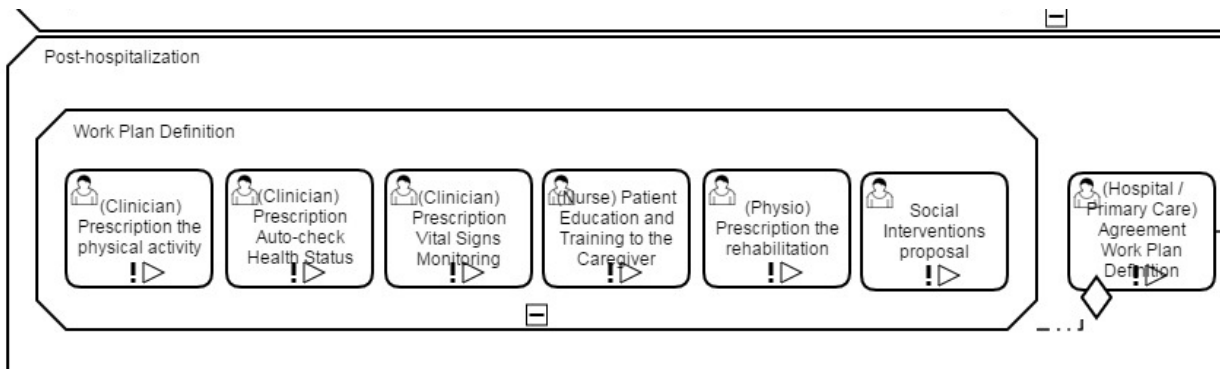 Post-hospitalization
Work Plan Definition
(Clinician)
Prescription the
physical activity
(Clinician)
Prescription
Auto-check
Health Status
(Clinician)
Prescription
Vital Signs
Monitoring
(Nurse) Patient
Education and
Training to the
Caregiver
(Physio)
Prescription the
rehabilitation
Social
Interventions
proposal
(Hospital /
Primary Care)
Agreement
Work Plan
Definition